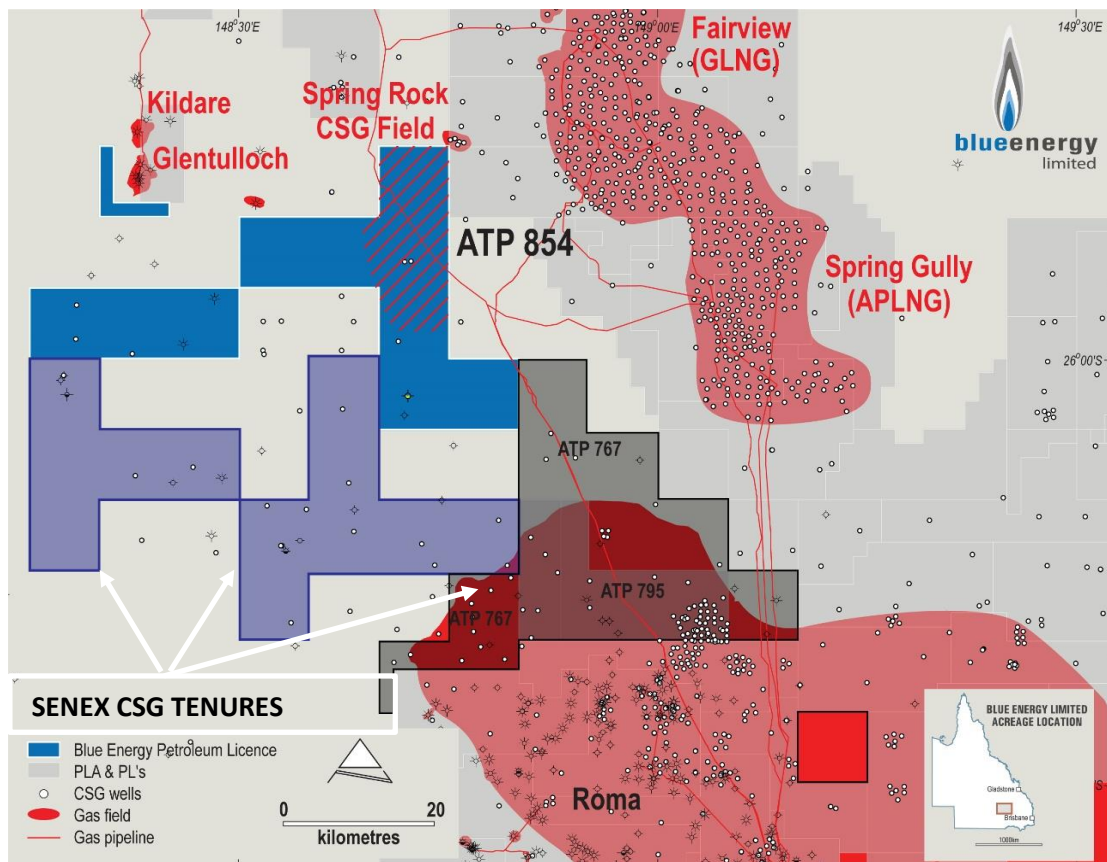 148°30'E
149°00'E
149°30'E
Fairview
(GLNG)
blueenergy
limited
Kildare
Glentulloch
Spring Rock
CSG Field
ATP 854
Spring Gully
(APLNG)
26°00'S
ATP 767
ATP 795
ATP 767
SENEX CSG TENURES
Blue Energy Petroleum Licence
PLA & PL's
CSG wells
Gas field
Gas pipeline
0 20
kilometres
Roma
BLUE ENERGY LIMITED
ACREAGE LOCATION
Gladstone
Brisbane
1000km